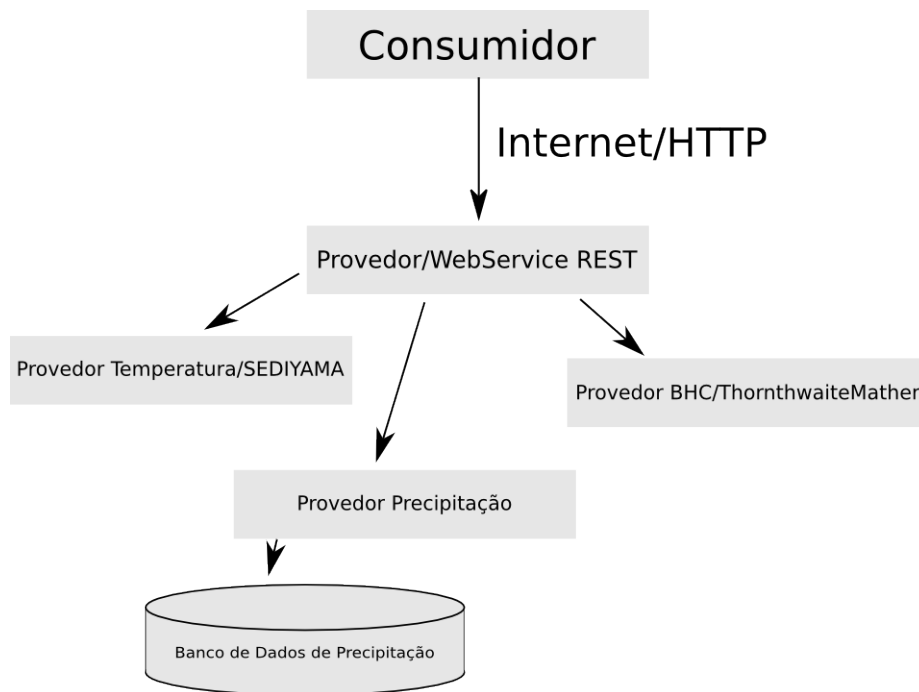 Consumidor
Internet/HTTP
Provedor/WebService REST
Provedor Temperatura/SEDIYAMA
Provedor BHC/ThornthwaiteMather
Provedor Precipitação
Banco de Dados de Precipitação